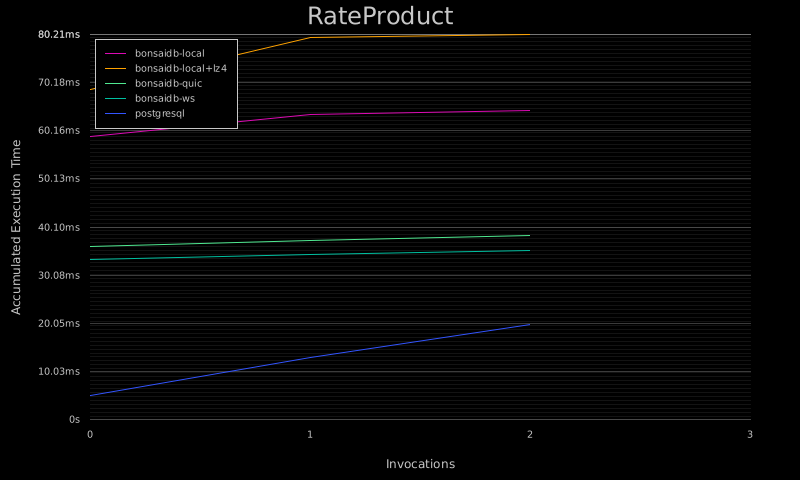 RateProduct
80.21ms
bonsaidb-local
bonsaidb-local+lz4
bonsaidb-quic
bonsaidb-ws
postgresql
70.18ms
60.16ms
50.13ms
40.10ms
30.08ms
20.05ms
10.03ms
0s
Accumulated Execution Time
0 1 2 3
Invocations